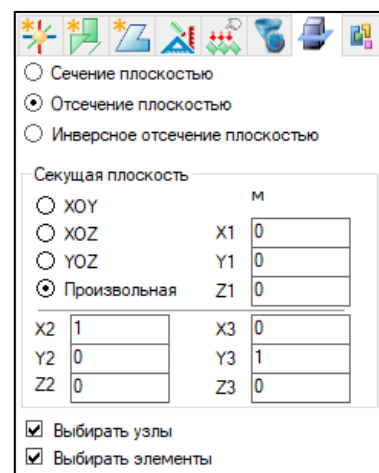 Сечение плоскостью
Отсечение плоскостью
Инверсное отсечение плоскостью
Секущая плоскость
м
XOY
XOZ X1 0
YOZ Y1 0
Произвольная Z1 0
X2 1 X3 0
Y2 0 Y3 1
Z2 0 Z3 0
Выбирать узлы
Выбирать элементы